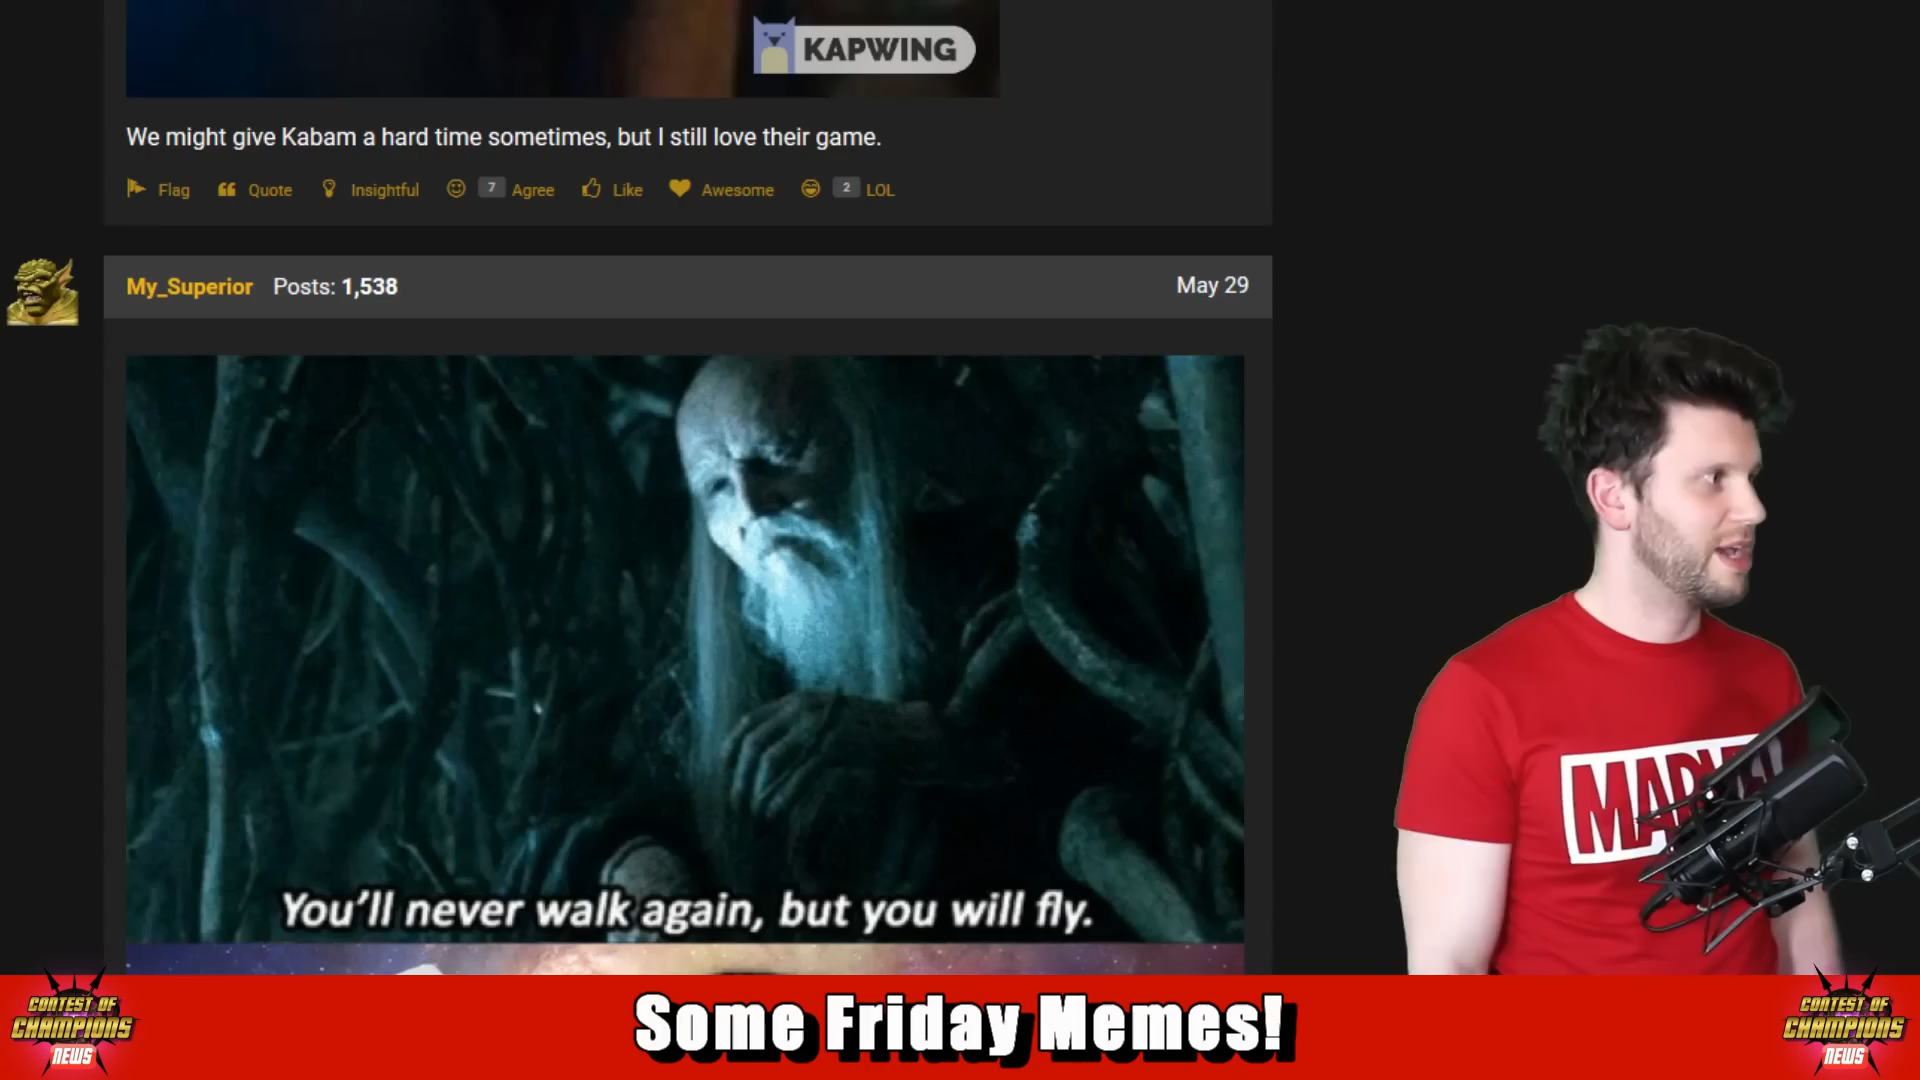 KAPWING
We might give Kabam a hard time sometimes, but I still love their game.
Flag Quote Insightful 7 Agree Like Awesome 2 LOL
My_Superior Posts: 1,538 May 29
You'll never walk again, but you will fly.
Some Friday Memes!
CONTEST OF
CHAMPIONS
NEWS
CONTEST OF
CHAMPIONS
NEWS